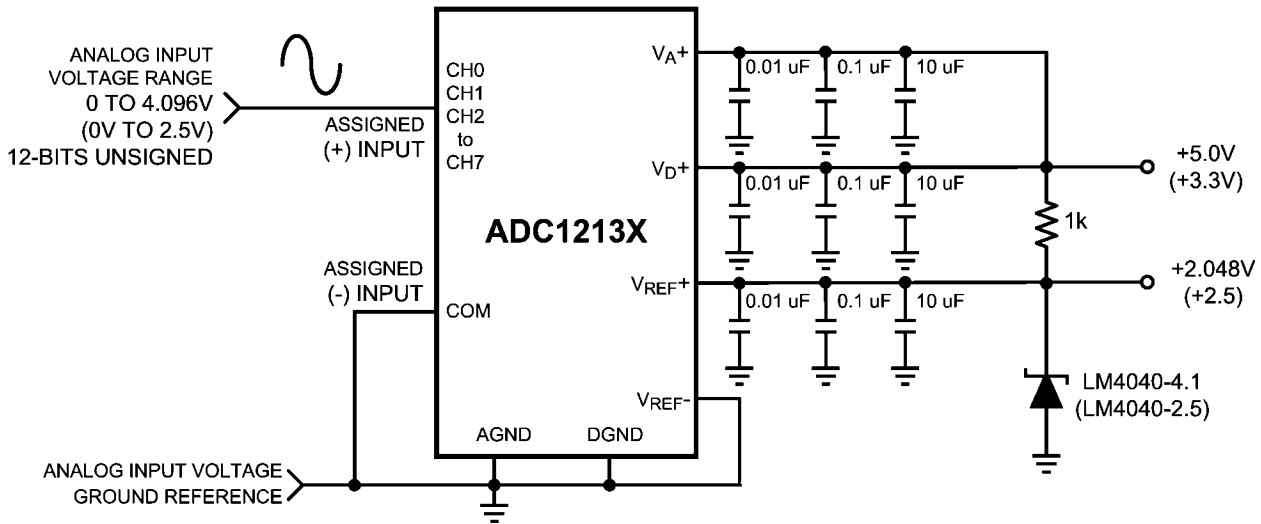 ANALOG INPUT
VOLTAGE RANGE
0 TO 4.096V
(0V TO 2.5V)
12-BITS UNSIGNED
ASSIGNED
(+) INPUT
CH0
CH1
CH2
to
CH7
ADC1213X
ASSIGNED
(-) INPUT
COM
AGND
DGND
ANALOG INPUT VOLTAGE
GROUND REFERENCE
VA+
0.01 uF
0.1 uF
10 uF
VD+
0.01 uF
0.1 uF
10 uF
+5.0V
(+3.3V)
1k
VREF+
0.01 uF
0.1 uF
10 uF
+2.048V
(+2.5)
LM4040-4.1
(LM4040-2.5)
VREF-